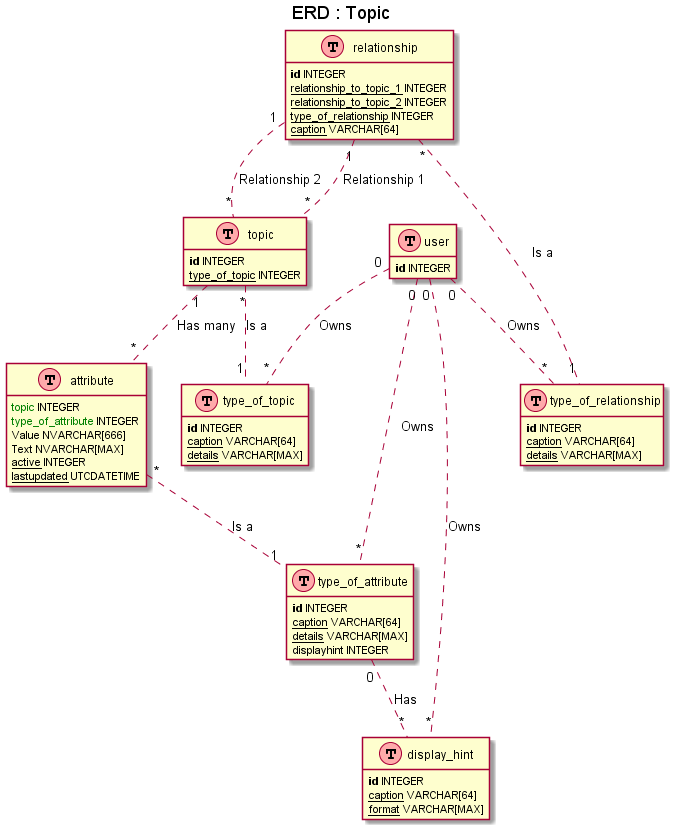 ERD : Topic
T relationship
id INTEGER
relationship_to_topic_1 INTEGER
relationship_to_topic_2 INTEGER
type_of_relationship INTEGER
caption VARCHAR[64]
1
1
*
Relationship 2
Relationship 1
*
*
Is a
T topic
id INTEGER
type_of_topic INTEGER
T user
id INTEGER
0
1
*
0
0
0
Has many
Is a
Owns
Owns
*
1
*
*
1
T attribute
topic INTEGER
type_of_attribute INTEGER
Value NVARCHAR[666]
Text NVARCHAR[MAX]
active INTEGER
lastupdated UTCDATETIME
T type_of_topic
id INTEGER
caption VARCHAR[64]
details VARCHAR[MAX]
T type_of_relationship
id INTEGER
caption VARCHAR[64]
details VARCHAR[MAX]
Owns
*
Is a
Owns
1
*
T type_of_attribute
id INTEGER
caption VARCHAR[64]
details VARCHAR[MAX]
displayhint INTEGER
0
Has
*
*
T display_hint
id INTEGER
caption VARCHAR[64]
format VARCHAR[MAX]